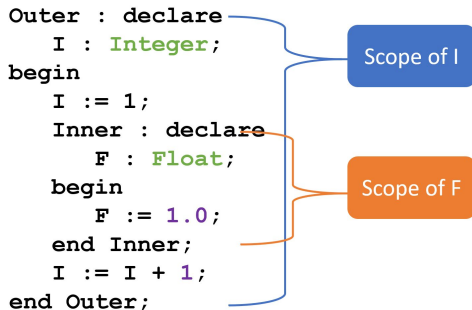 Outer : declare
    I : Integer;
begin
    I := 1;
    Inner : declare
        F : Float;
    begin
        F := 1.0;
    end Inner;
    I := I + 1;
end Outer;
Scope of I
Scope of F